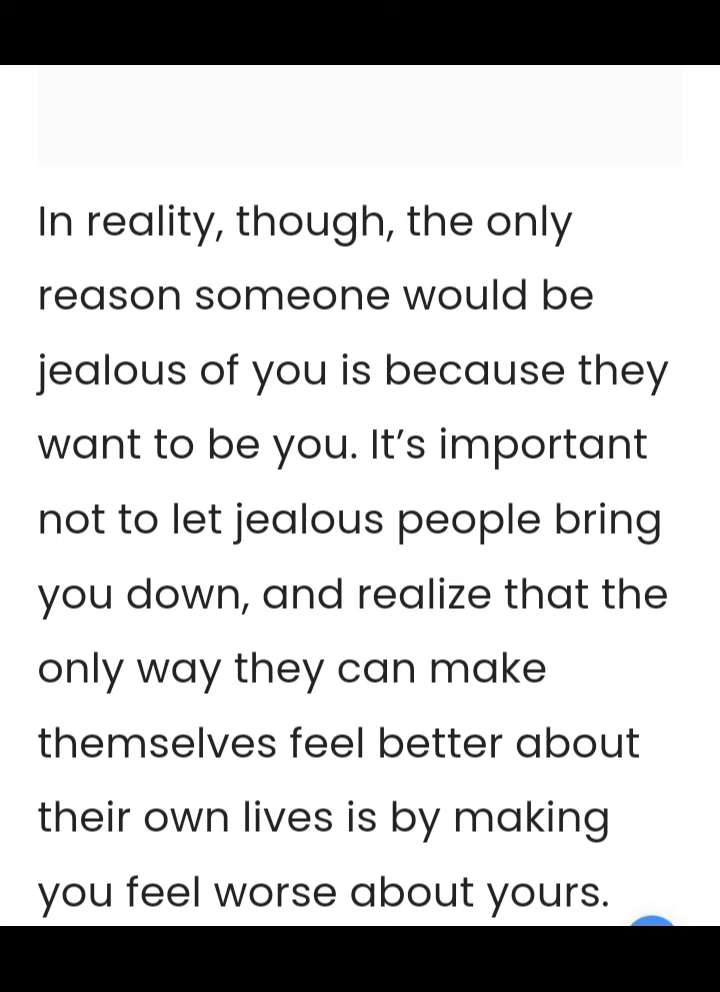 In reality, though, the only
reason someone would be
jealous of you is because they
want to be you. It’s important
not to let jealous people bring
you down, and realize that the
only way they can make
themselves feel better about
their own lives is by making
you feel worse about yours.